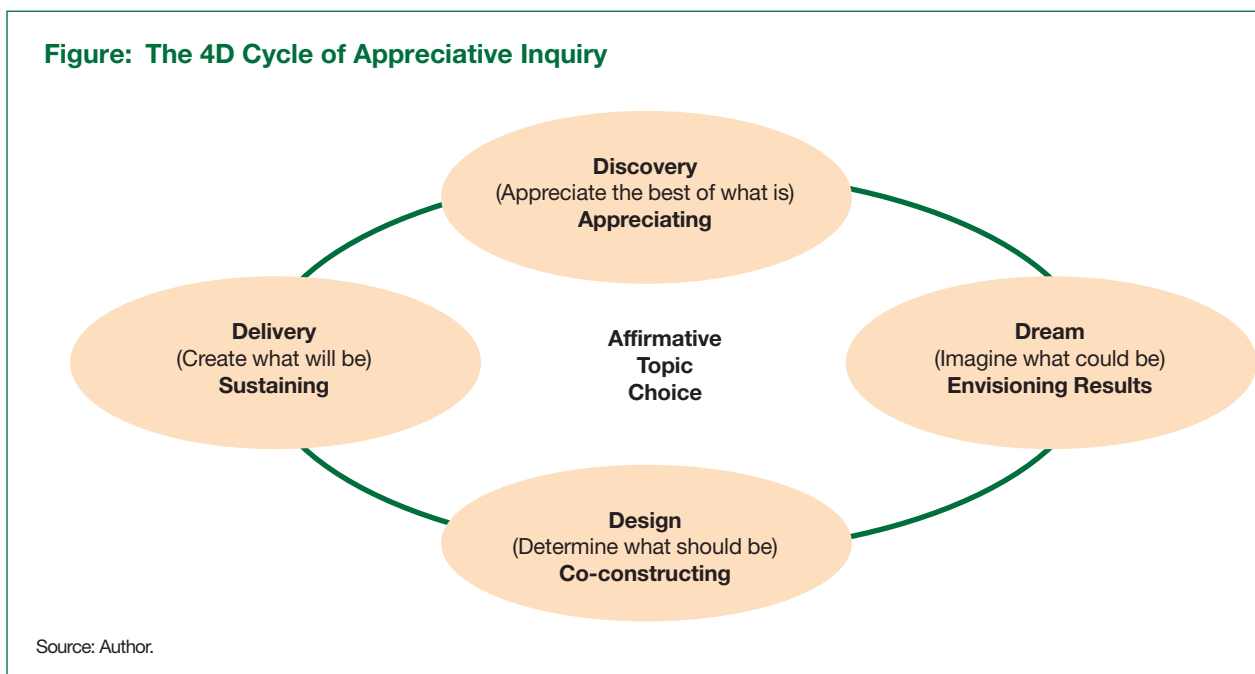 Figure: The 4D Cycle of Appreciative Inquiry
Discovery
(Appreciate the best of what is)
Appreciating
Delivery
(Create what will be)
Sustaining
Affirmative
Topic
Choice
Dream
(Imagine what could be)
Envisioning Results
Design
(Determine what should be)
Co-constructing
Source: Author.